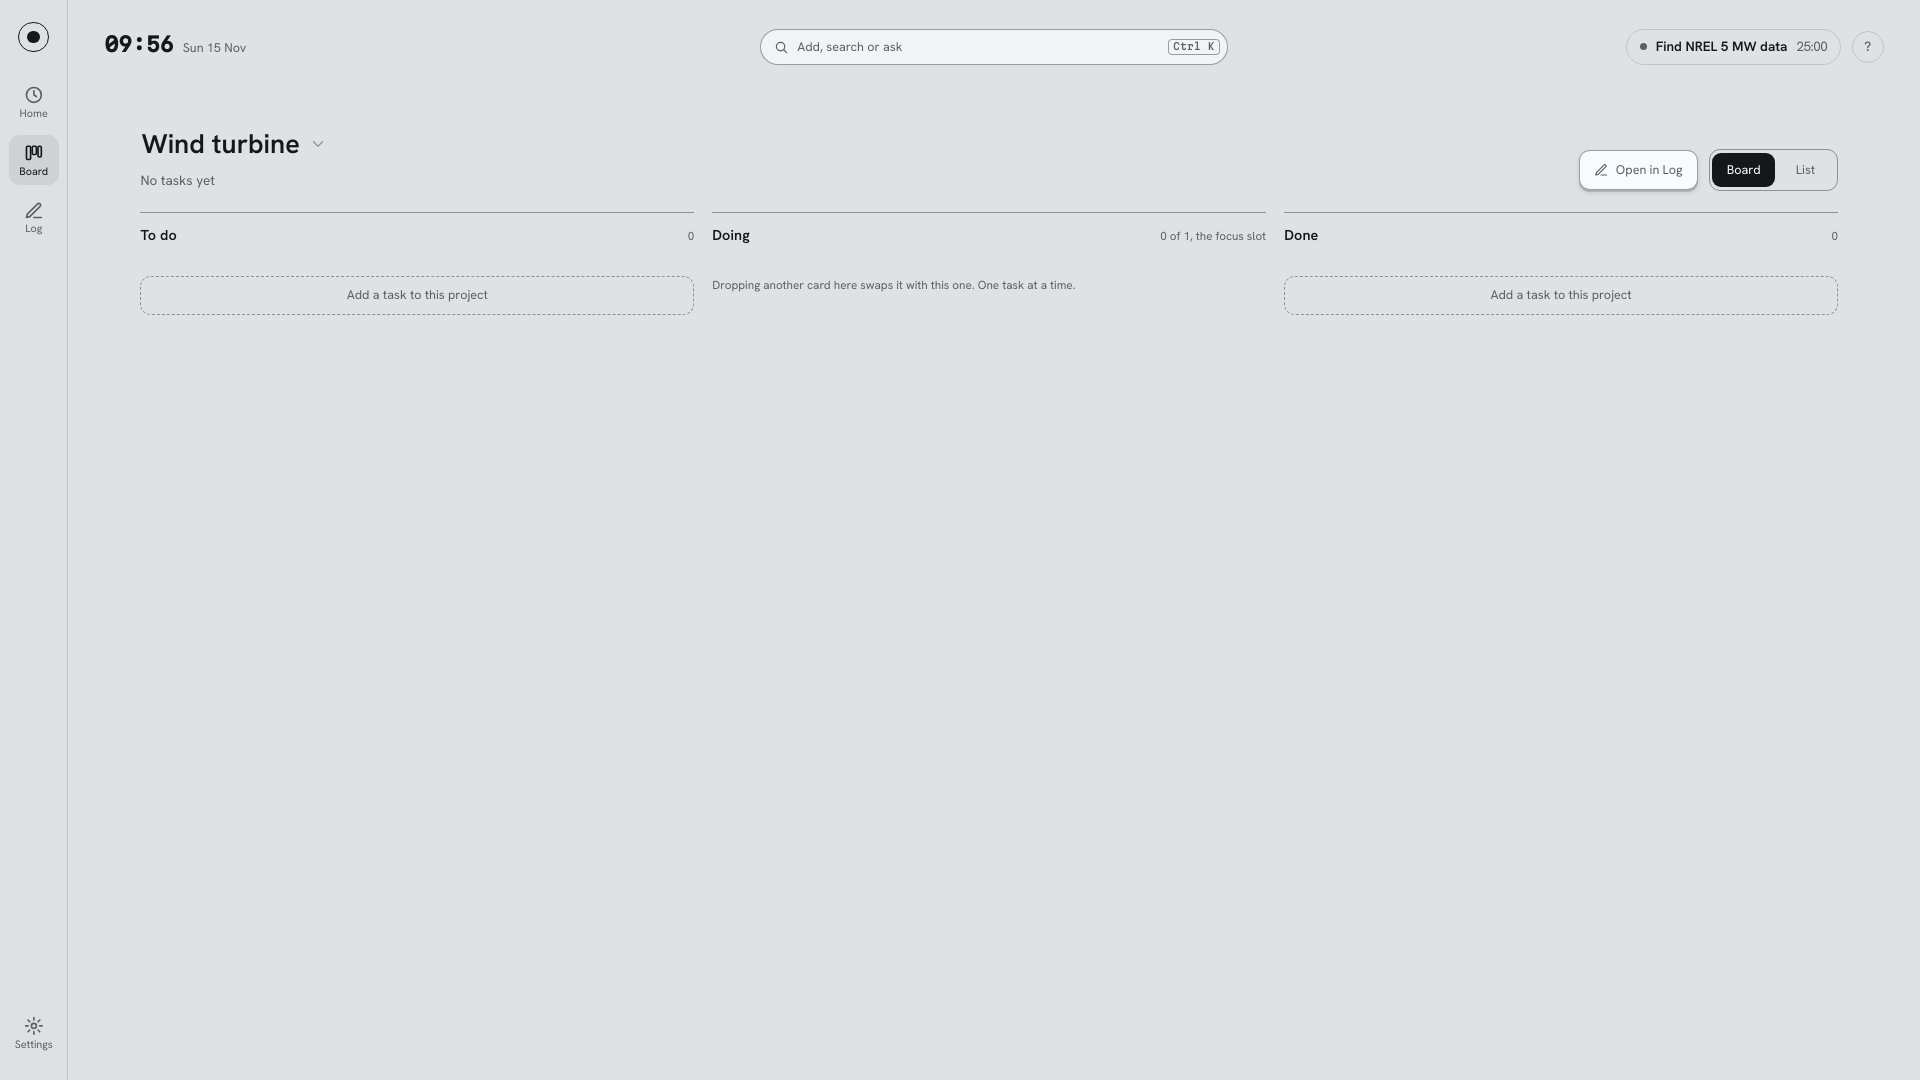 09:56 Sun 15 Nov
Add, search or ask
Ctrl K
Find NREL 5 MW data 25:00
?
Home
Board
Log
Settings
Wind turbine
No tasks yet
Open in Log
Board
List
To do 0
Add a task to this project
Doing 0 of 1, the focus slot
Dropping another card here swaps it with this one. One task at a time.
Done 0
Add a task to this project